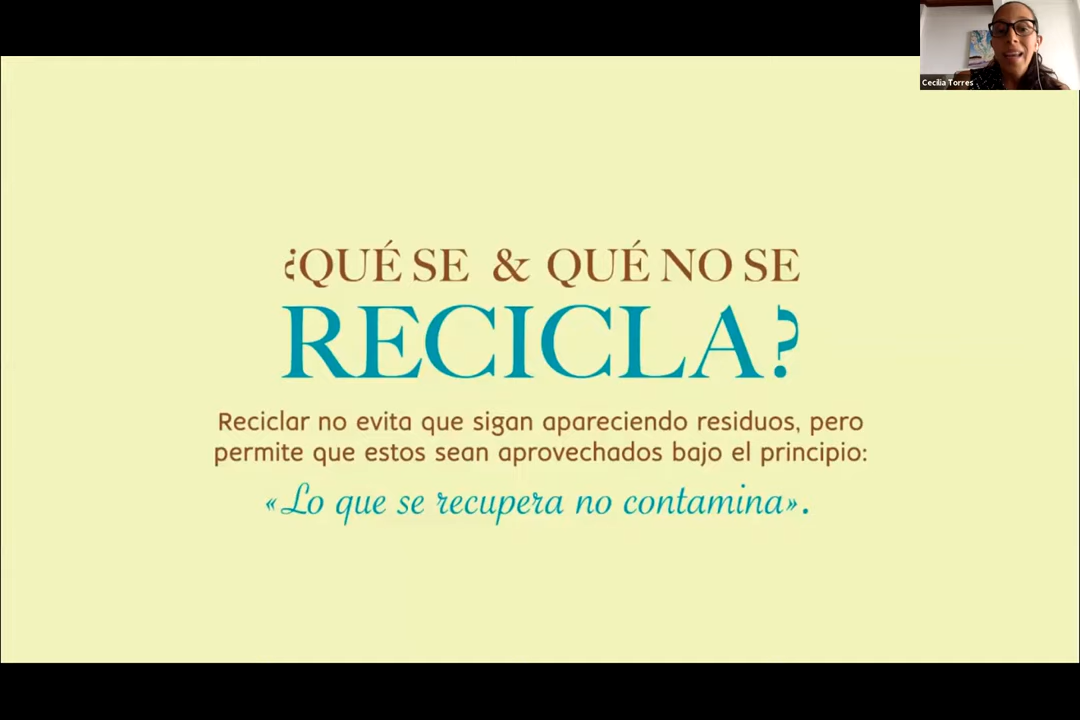 Cecilia Torres
¿QUÉ SE & QUÉ NO SE
RECICLA?
Reciclar no evita que sigan apareciendo residuos, pero
permite que estos sean aprovechados bajo el principio:
«Lo que se recupera no contamina».